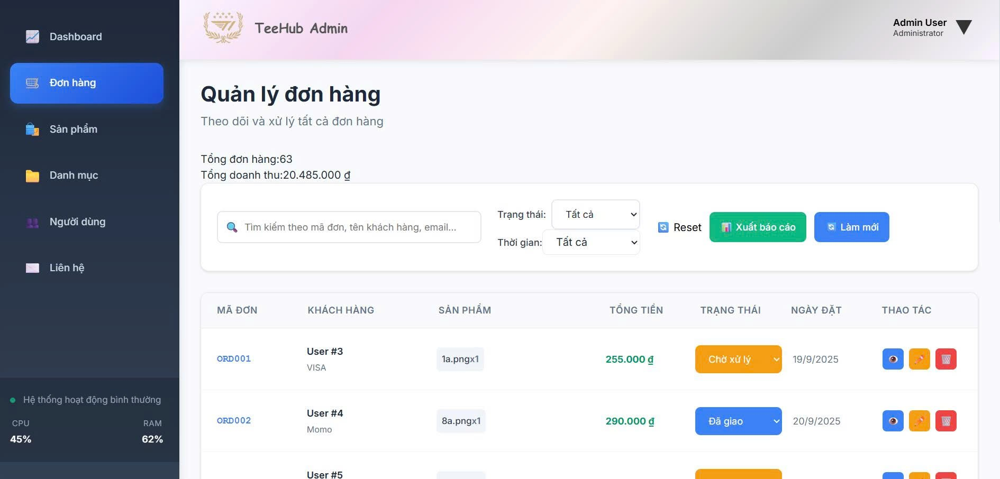 Dashboard
Đơn hàng
Sản phẩm
Danh mục
Người dùng
Liên hệ
Hệ thống hoạt động bình thường
CPU RAM
45% 62%
TeeHub Admin
Admin User
Administrator
Quản lý đơn hàng
Theo dõi và xử lý tất cả đơn hàng
Tổng đơn hàng:63
Tổng doanh thu:20.485.000 ₫
Tìm kiếm theo mã đơn, tên khách hàng, email...
Trạng thái: Tất cả
Thời gian: Tất cả
Reset
Xuất báo cáo
Làm mới
MÃ ĐƠN KHÁCH HÀNG SẢN PHẨM TỔNG TIỀN TRẠNG THÁI NGÀY ĐẶT THAO TÁC
ORD001 User #3 VISA 1a.pngx1 255.000 ₫ Chờ xử lý 19/9/2025
ORD002 User #4 Momo 8a.pngx1 290.000 ₫ Đã giao 20/9/2025
User #5